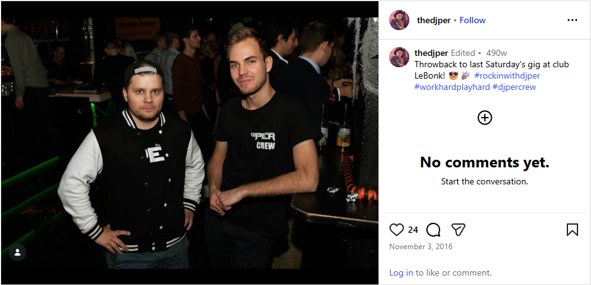 thedjper • Follow
thedjper Edited • 490w
Throwback to last Saturday's gig at club
LeBonk! 😎 🎉 #rockinwithdjper
#workhardplayhard #djpercrew
E
CREW
No comments yet.
Start the conversation.
24
November 3, 2016
Log in to like or comment.